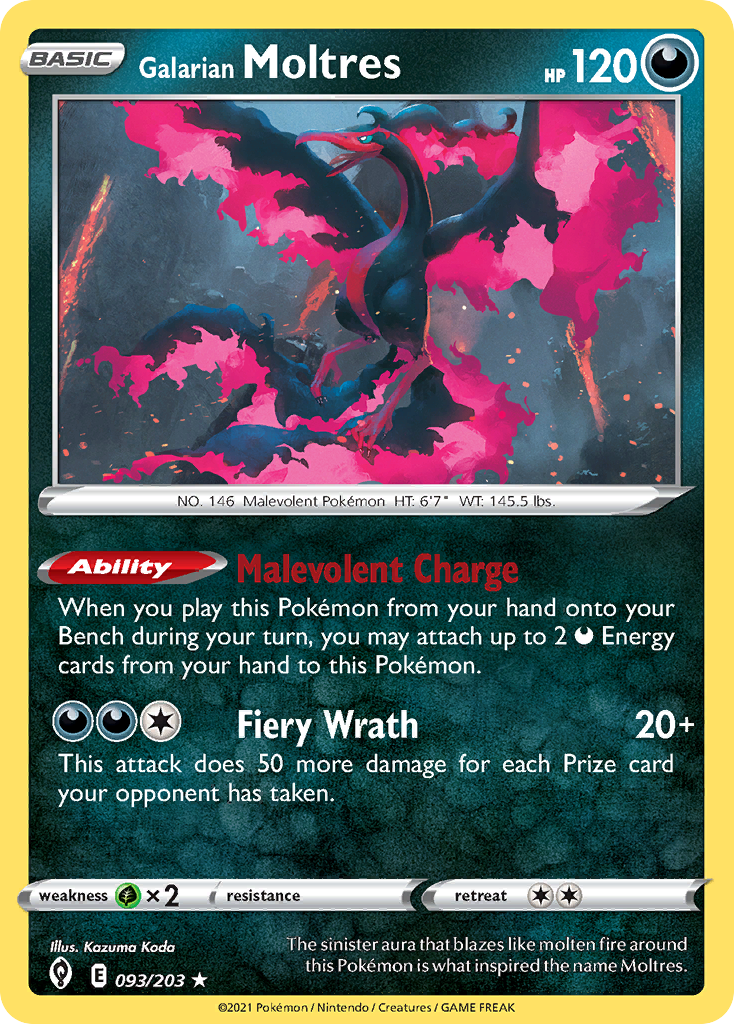 BASIC
Galarian Moltres HP 120
NO. 146 Malevolent Pokémon HT: 6'7" WT: 145.5 lbs.
Ability Malevolent Charge
When you play this Pokémon from your hand onto your
Bench during your turn, you may attach up to 2 Energy
cards from your hand to this Pokémon.
Fiery Wrath 20+
This attack does 50 more damage for each Prize card
your opponent has taken.
weakness ×2 resistance retreat
Illus. Kazuma Koda
The sinister aura that blazes like molten fire around
this Pokémon is what inspired the name Moltres.
E 093/203 ★
©2021 Pokémon / Nintendo / Creatures / GAME FREAK